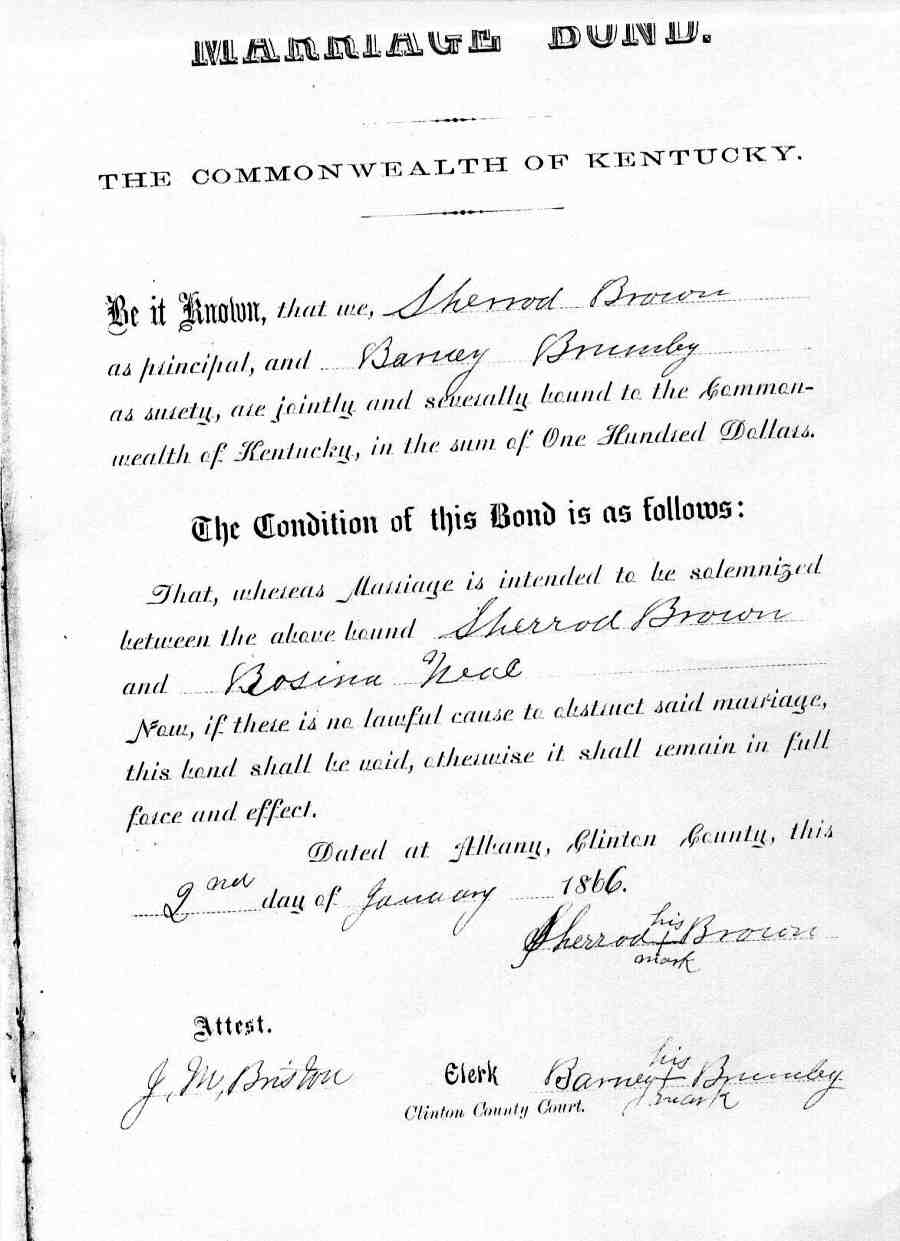 MARRIAGE BOND.
THE COMMONWEALTH OF KENTUCKY.
Be it Known, that we, Sherrod Brown
as principal, and Barney Brumby
as surety, are jointly and severally bound to the Common-
wealth of Kentucky, in the sum of One Hundred Dollars.
The Condition of this Bond is as follows:
That, whereas Marriage is intended to be solemnized
between the above bound Sherrod Brown
and Rosina Neal
Now, if there is no lawful cause to obstruct said marriage,
this bond shall be void, otherwise it shall remain in full
force and effect.
Dated at Albany, Clinton County, this
2nd day of January 1866.
his
Sherrod + Brown
mark
Attest.
his
J. M. Briston Clerk Barney + Brumby
mark
Clinton County Court.